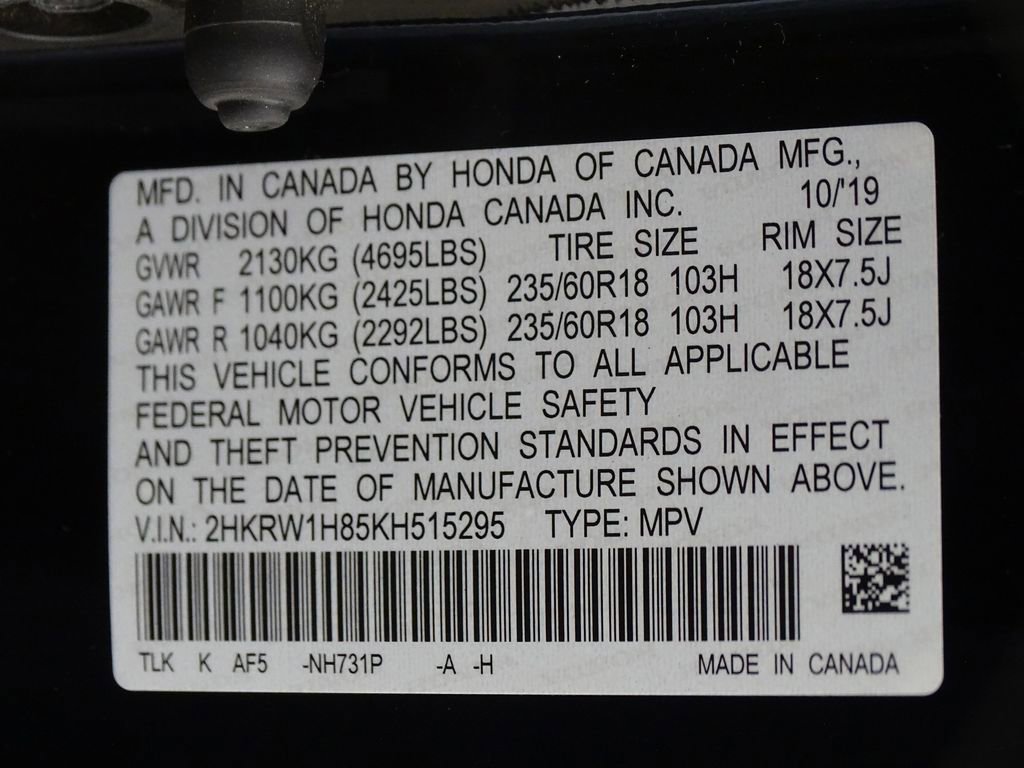 MFD. IN CANADA BY HONDA OF CANADA MFG.,
A DIVISION OF HONDA CANADA INC. 10/'19
GVWR 2130KG (4695LBS) TIRE SIZE RIM SIZE
GAWR F 1100KG (2425LBS) 235/60R18 103H 18X7.5J
GAWR R 1040KG (2292LBS) 235/60R18 103H 18X7.5J
THIS VEHICLE CONFORMS TO ALL APPLICABLE
FEDERAL MOTOR VEHICLE SAFETY
AND THEFT PREVENTION STANDARDS IN EFFECT
ON THE DATE OF MANUFACTURE SHOWN ABOVE.
V.I.N.: 2HKRW1H85KH515295 TYPE: MPV
TLK K AF5 -NH731P -A -H MADE IN CANADA